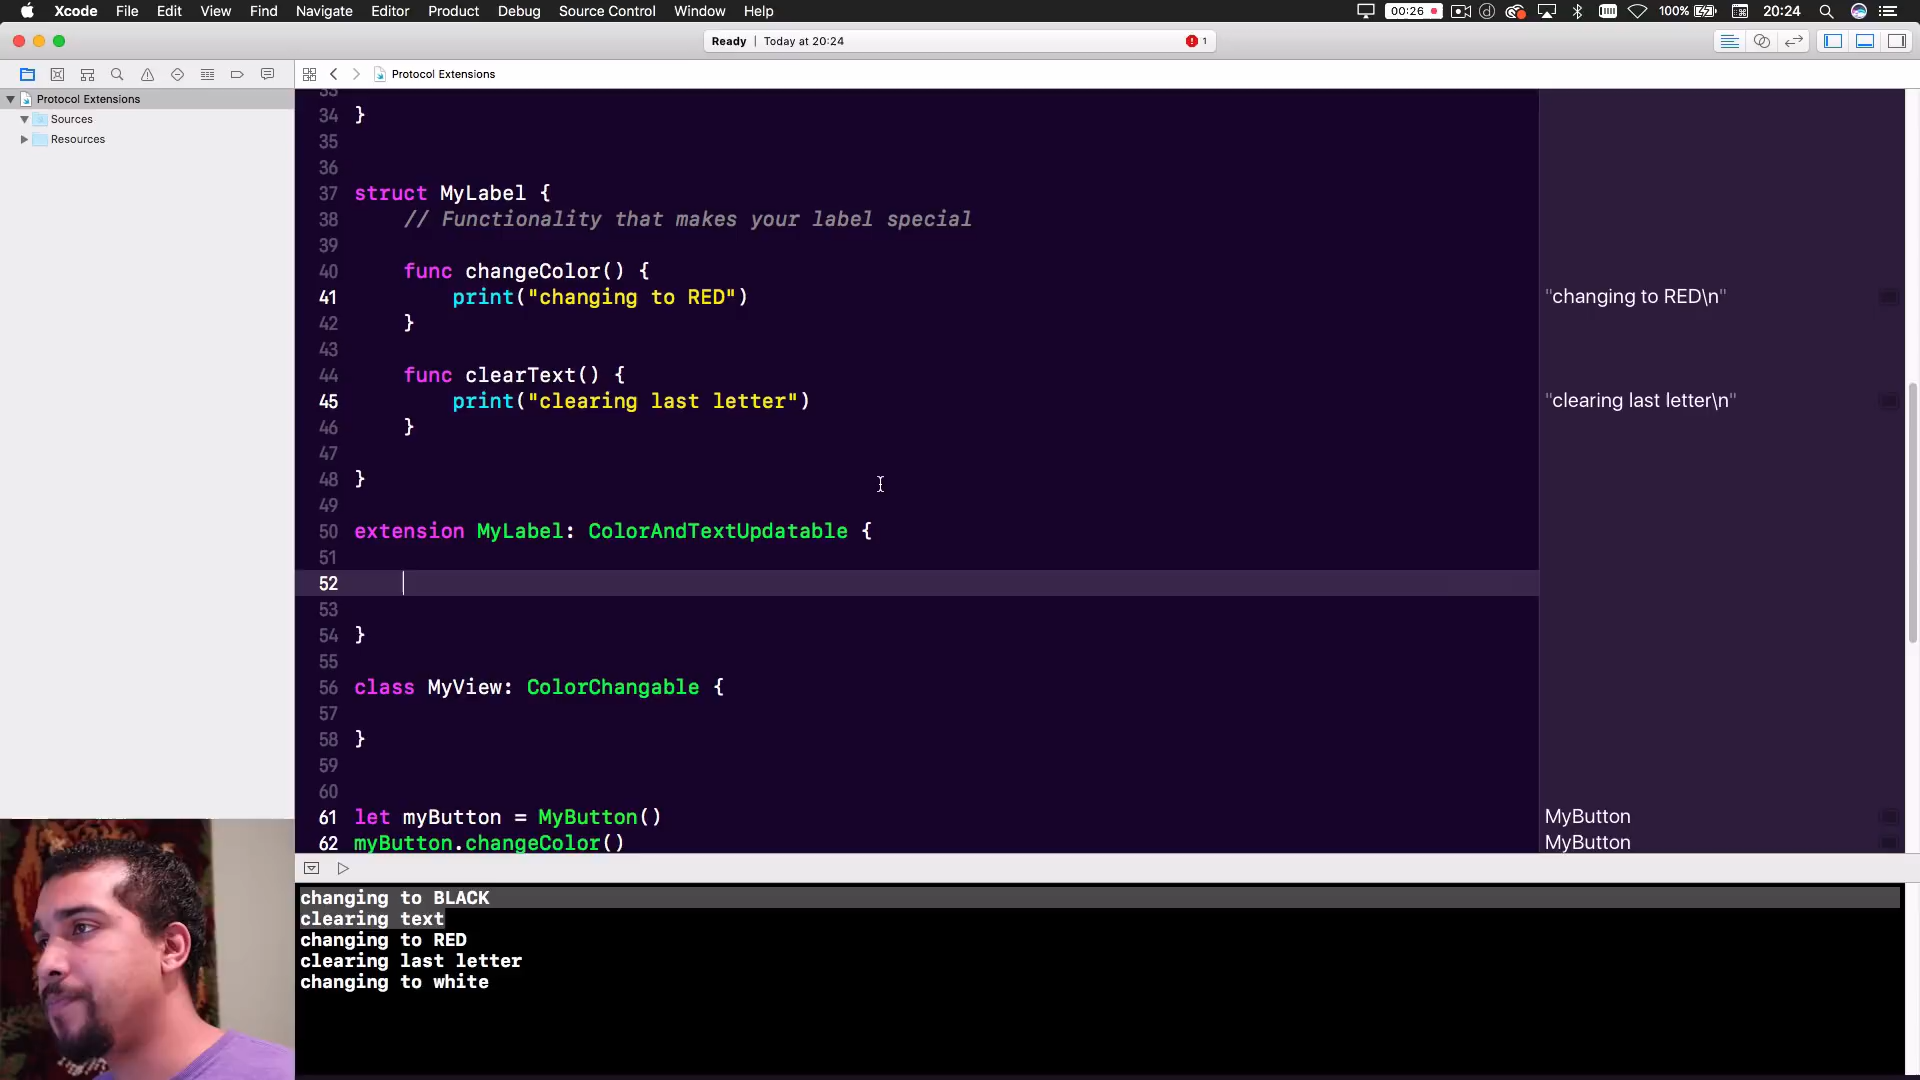 Xcode File Edit View Find Navigate Editor Product Debug Source Control Window Help 00:26 100% 20:24
Ready | Today at 20:24 1
Protocol Extensions
Protocol Extensions
Sources
Resources
33
34 }
35
36
37 struct MyLabel {
38 // Functionality that makes your label special
39
40 func changeColor() {
41 print("changing to RED") "changing to RED\n"
42 }
43
44 func clearText() {
45 print("clearing last letter") "clearing last letter\n"
46 }
47
48 }
49
50 extension MyLabel: ColorAndTextUpdatable {
51
52
53
54 }
55
56 class MyView: ColorChangable {
57
58 }
59
60
61 let myButton = MyButton() MyButton
62 myButton.changeColor() MyButton
changing to BLACK
clearing text
changing to RED
clearing last letter
changing to white